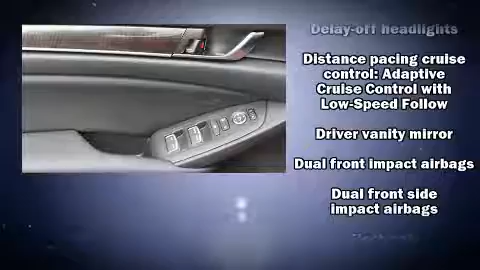 Delay-off headlights
Distance pacing cruise
control: Adaptive
Cruise Control with
Low-Speed Follow
Driver vanity mirror
Dual front impact airbags
Dual front side
impact airbags